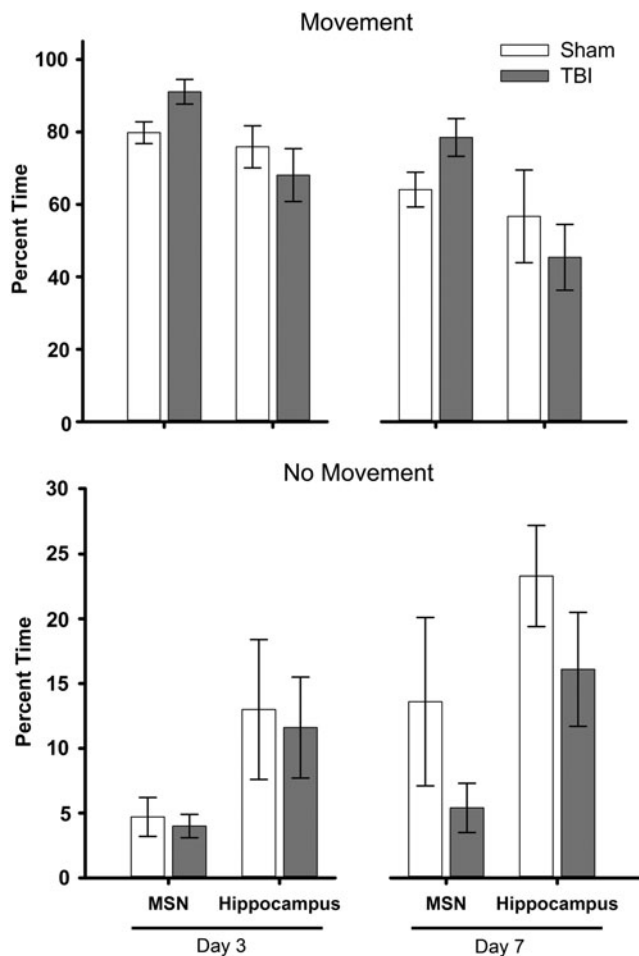 Movement
Sham
TBI
100
80
60
40
20
0
Percent Time
No Movement
30
25
20
15
10
5
0
Percent Time
MSN Hippocampus MSN Hippocampus
Day 3 Day 7